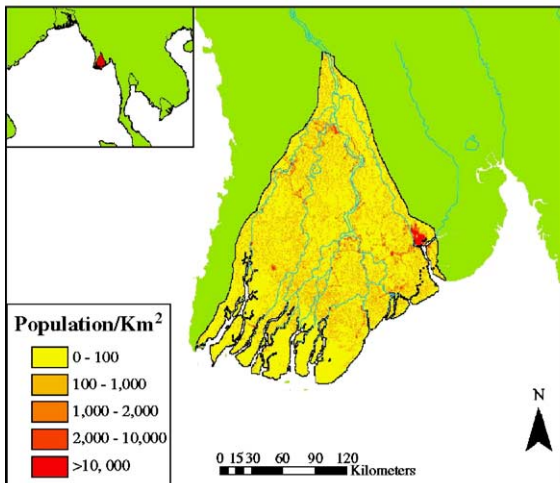 Population/Km²
0 - 100
100 - 1,000
1,000 - 2,000
2,000 - 10,000
>10, 000
N
0 15 30 60 90 120
Kilometers